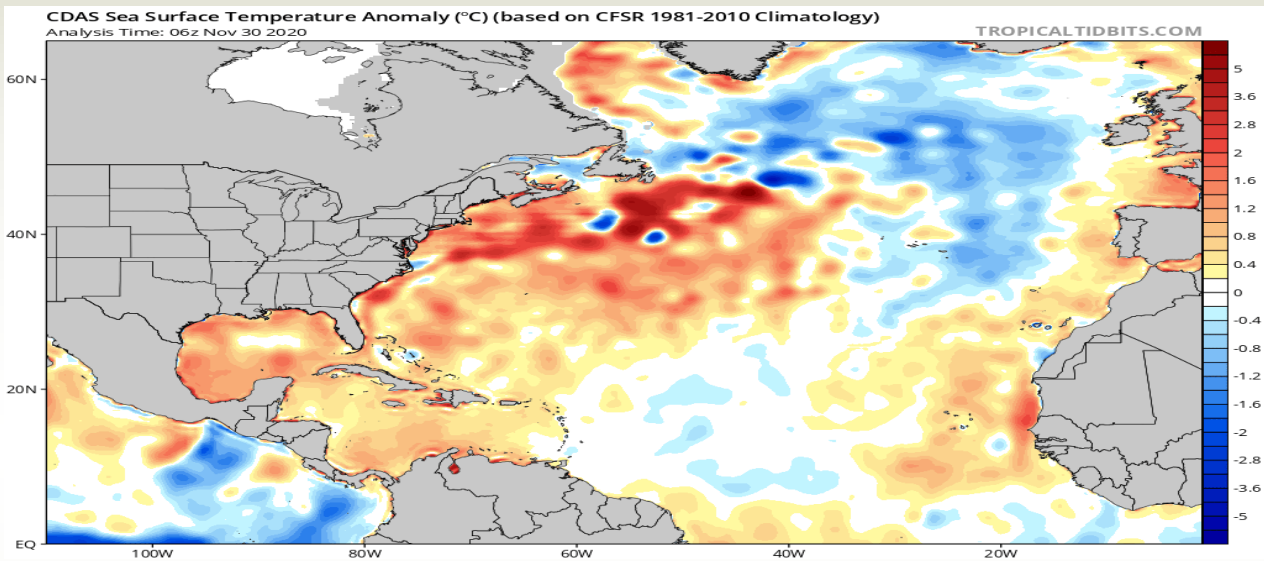 CDAS Sea Surface Temperature Anomaly (°C) (based on CFSR 1981-2010 Climatology)
Analysis Time: 06z Nov 30 2020
TROPICALTIDBITS.COM
60N
50N
40N
20N
EQ
100W
80W
60W
40W
20W
5
3.6
2.8
2
1.6
1.2
0.8
0.4
0
-0.4
-0.8
-1.2
-1.6
-2
-2.8
-3.6
-5